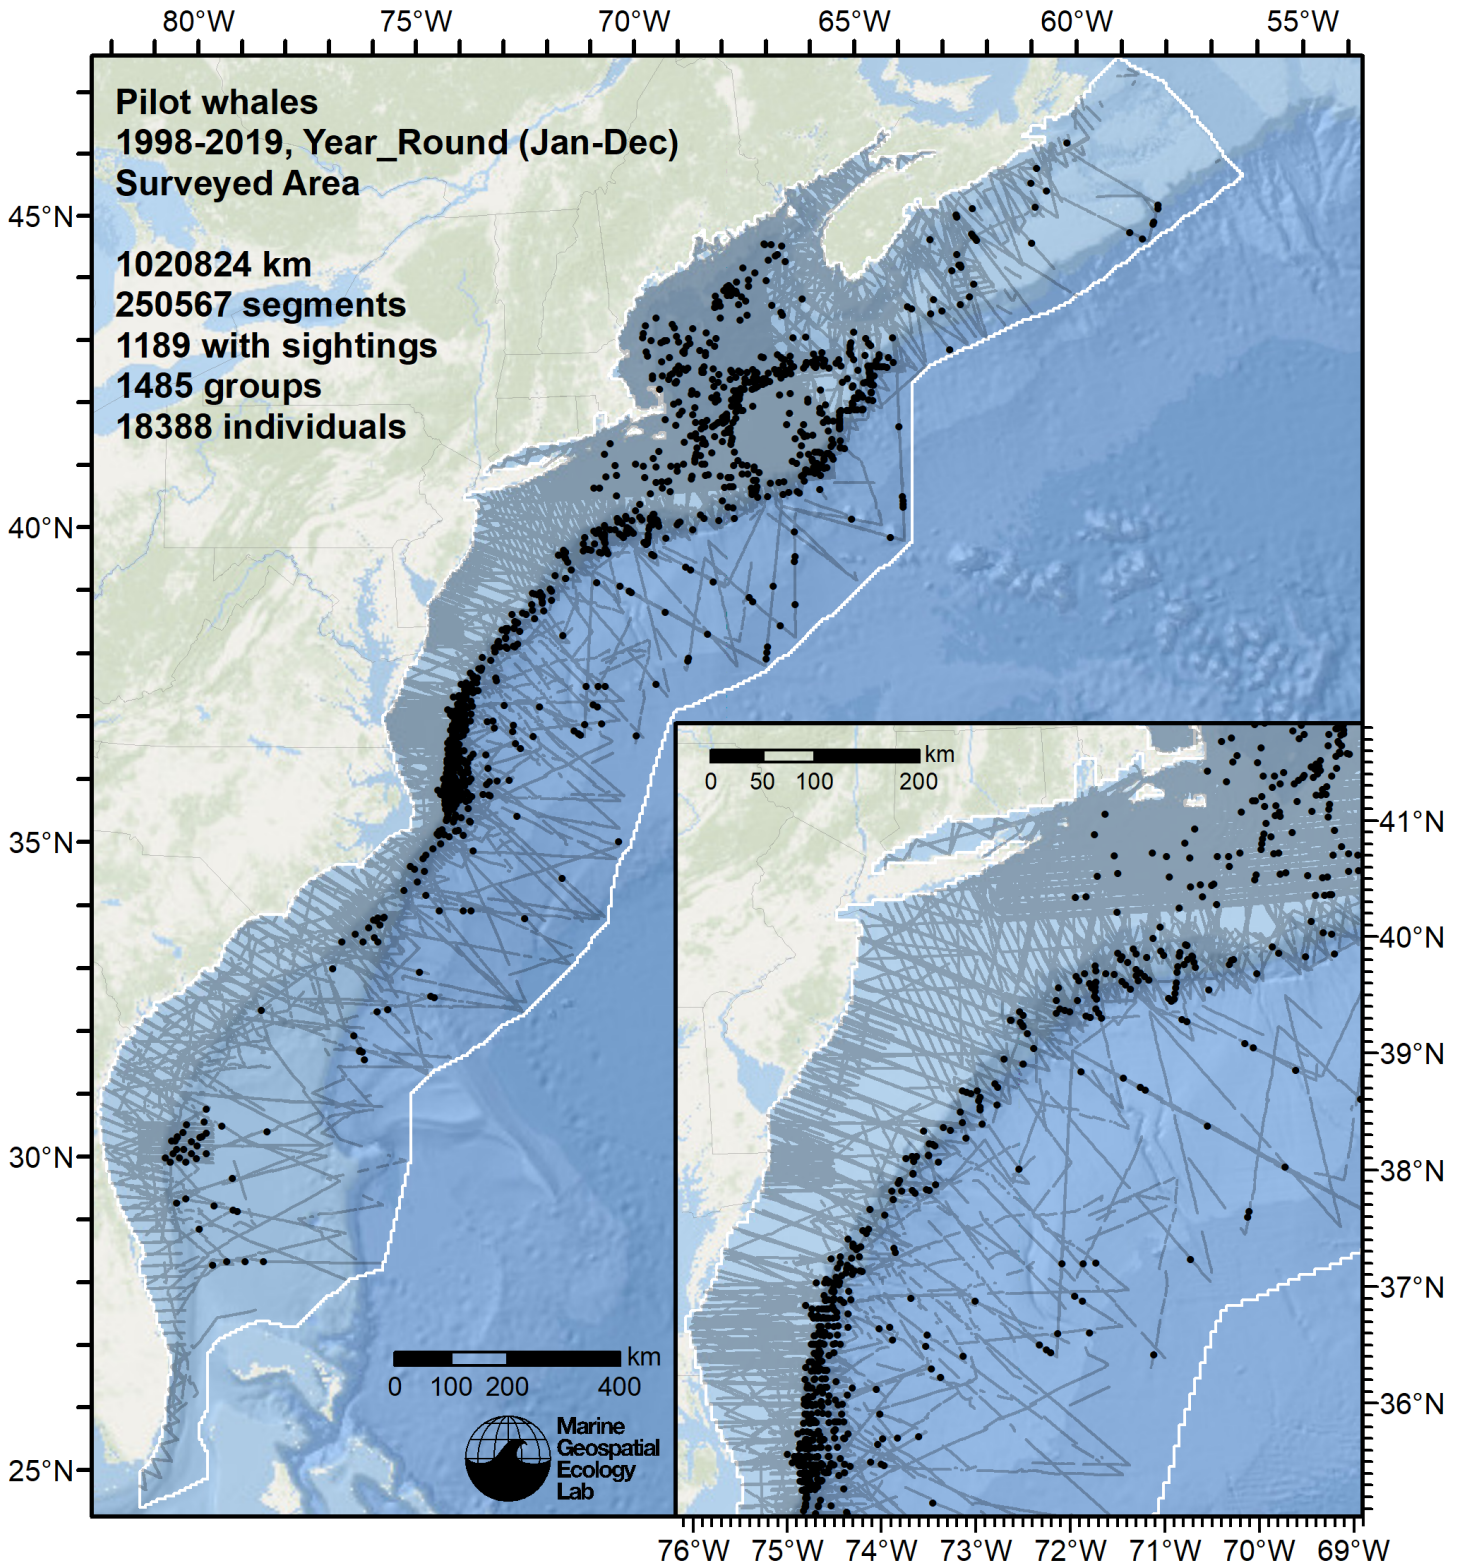 80°W 75°W 70°W 65°W 60°W 55°W
Pilot whales
1998-2019, Year_Round (Jan-Dec)
Surveyed Area
1020824 km
250567 segments
1189 with sightings
1485 groups
18388 individuals
45°N
40°N
35°N
30°N
25°N
km
0 50 100 200
41°N
40°N
39°N
38°N
37°N
36°N
km
0 100 200 400
Marine
Geospatial
Ecology
Lab
76°W 75°W 74°W 73°W 72°W 71°W 70°W 69°W